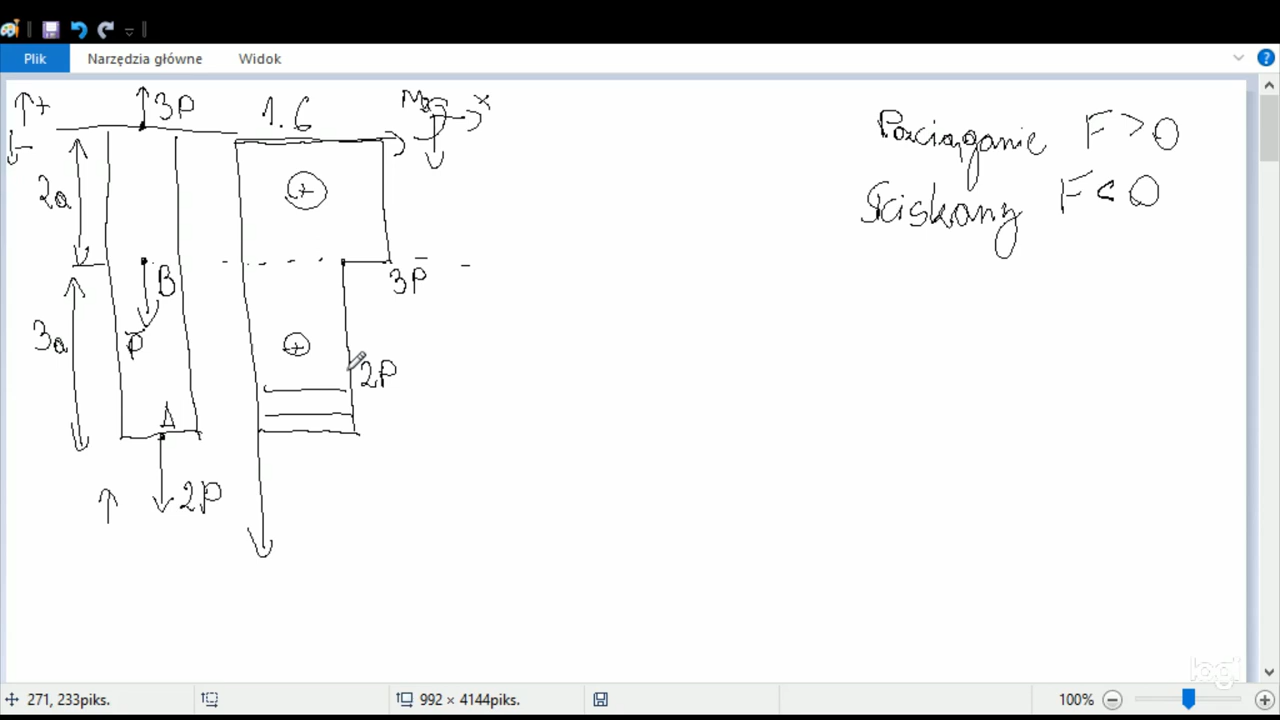 Plik Narzędzia główne Widok
+
3P
1.6
x
-
2a
+
B
3P
P
3a
+
2P
A
2P
Rozciąganie F>0
Ściskany F<0
logi
271, 233piks.
992 × 4144piks.
100%